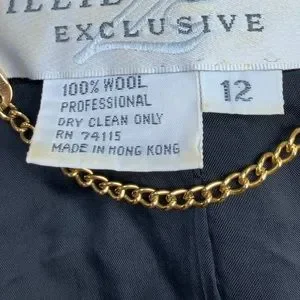 EXCLUSIVE
100% WOOL
PROFESSIONAL
DRY CLEAN ONLY
RN 74115
MADE IN HONG KONG
12